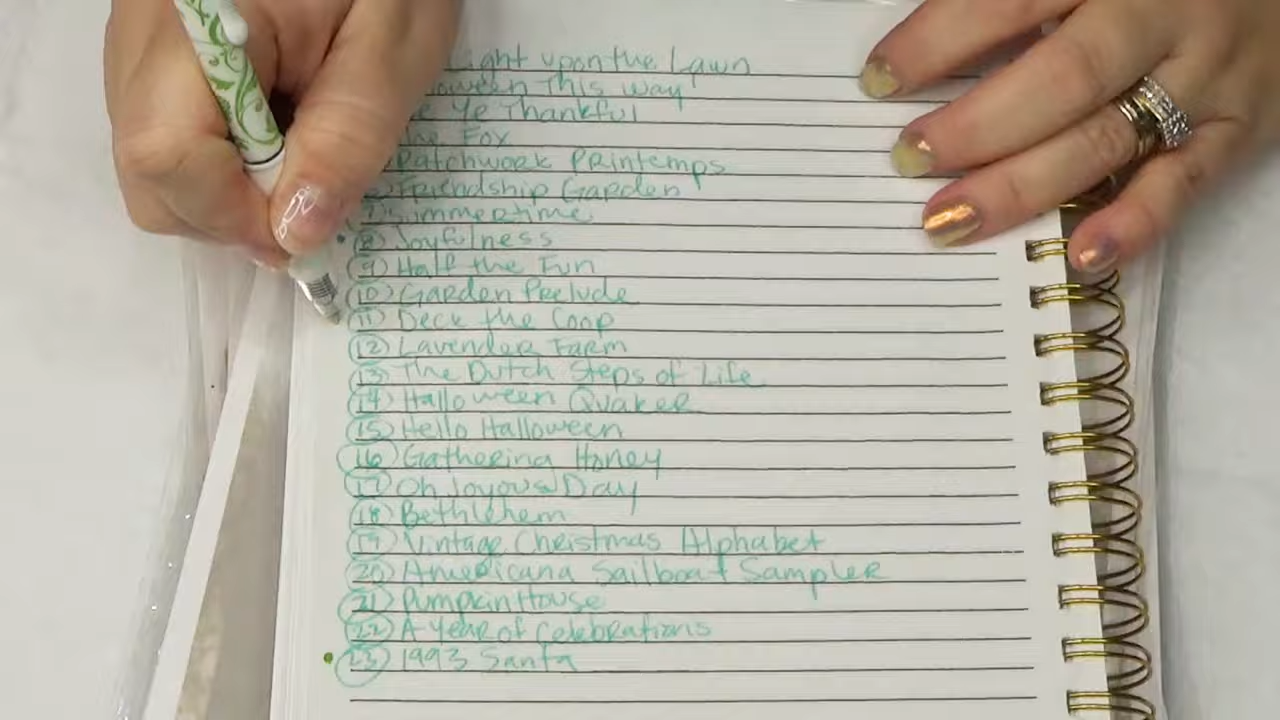 ight upon the Lawn
loween This Way
e Ye Thankful
Fox
Patchwork Printemps
Friendship Garden
7 Summertime
8 Joyfulness
9 Half the Fun
10 Garden Prelude
11 Deck the Coop
12 Lavender Farm
13 The Dutch Steps of Life
14 Halloween Quaker
15 Hello Halloween
16 Gathering Honey
17 Oh Joyous Day
18 Bethlehem
19 Vintage Christmas Alphabet
20 Americana Sailboat Sampler
21 Pumpkin House
22 A Year of Celebrations
23 1993 Santa